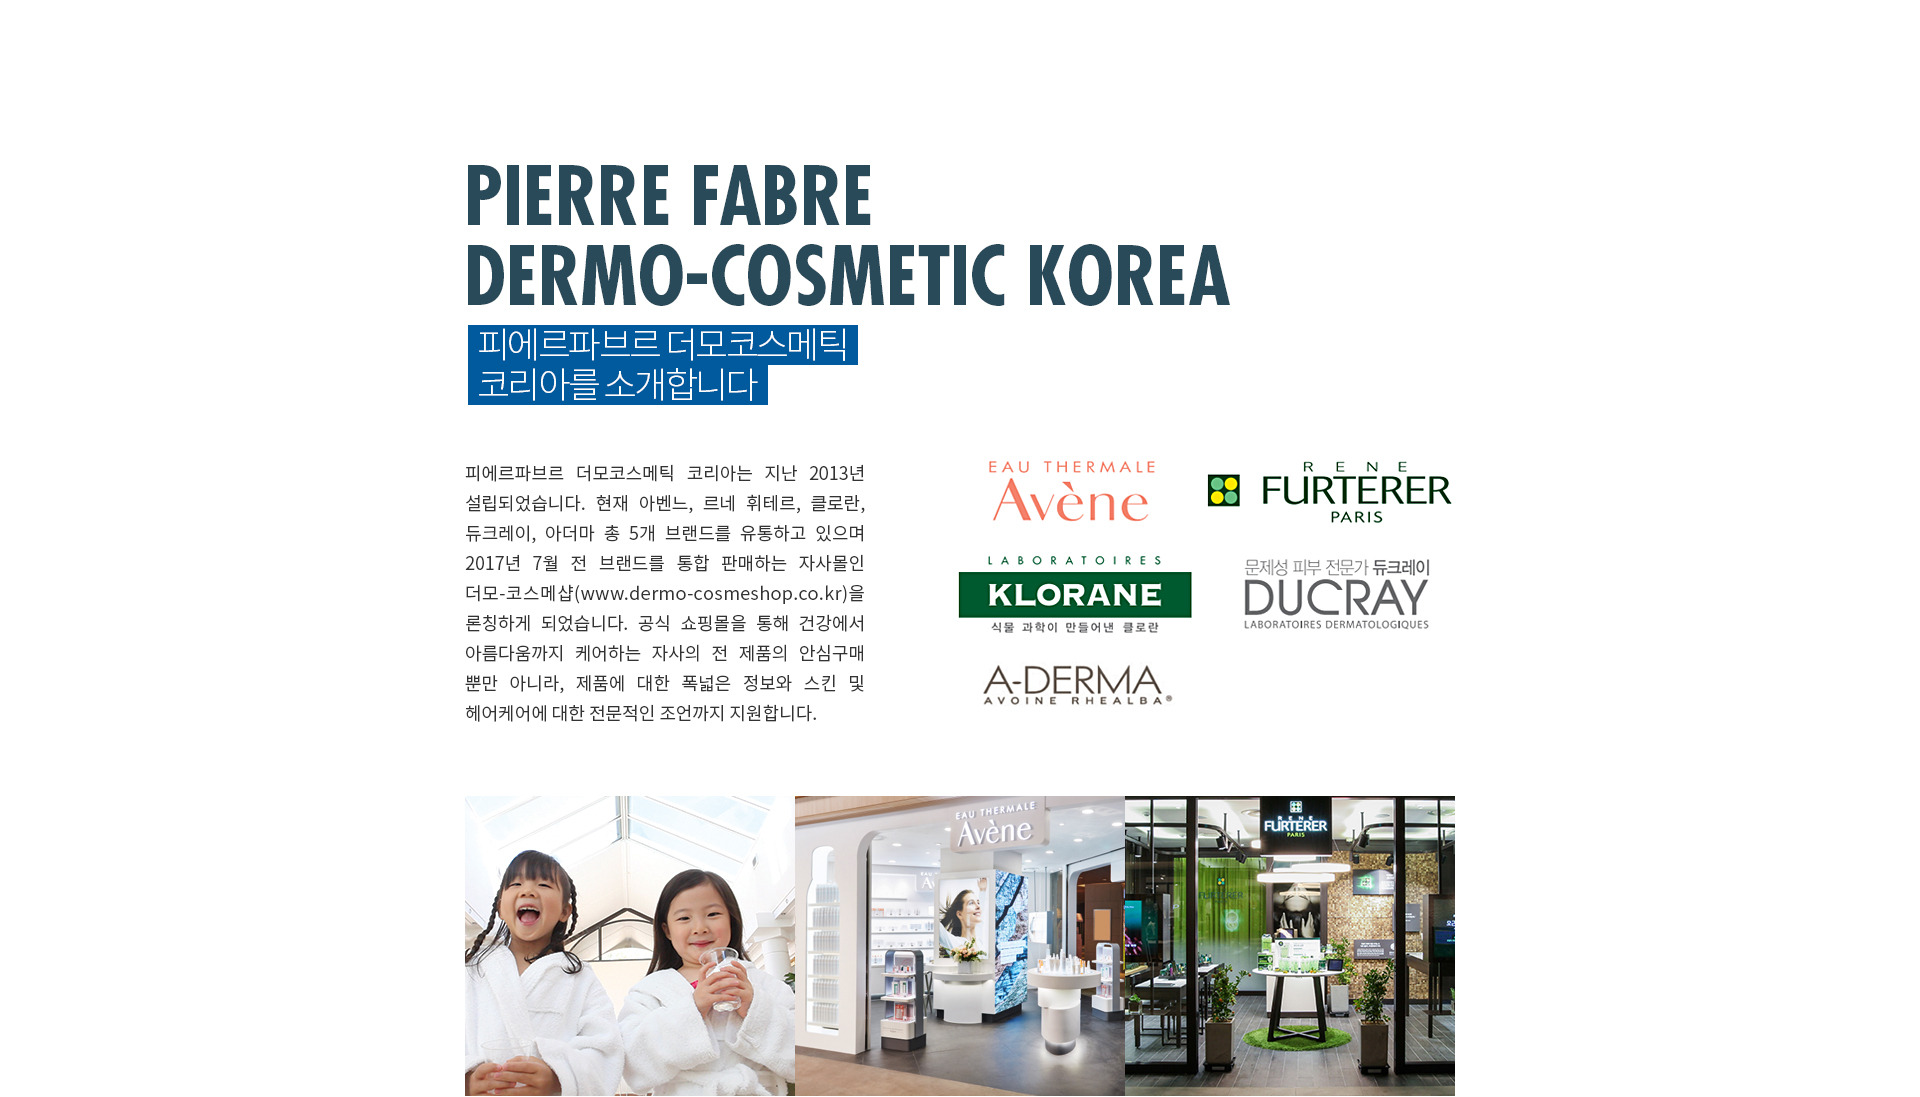 PIERRE FABRE
DERMO-COSMETIC KOREA
피에르파브르 더모코스메틱
코리아를 소개합니다
피에르파브르 더모코스메틱 코리아는 지난 2013년
설립되었습니다. 현재 아벤느, 르네 휘테르, 클로란,
듀크레이, 아더마 총 5개 브랜드를 유통하고 있으며
2017년 7월 전 브랜드를 통합 판매하는 자사몰인
더모-코스메샵(www.dermo-cosmeshop.co.kr)을
론칭하게 되었습니다. 공식 쇼핑몰을 통해 건강에서
아름다움까지 케어하는 자사의 전 제품의 안심구매
뿐만 아니라, 제품에 대한 폭넓은 정보와 스킨 및
헤어케어에 대한 전문적인 조언까지 지원합니다.
EAU THERMALE
Avène
RENE
FURTERER
PARIS
LABORATOIRES
KLORANE
식물 과학이 만들어낸 클로란
문제성 피부 전문가 듀크레이
DUCRAY
LABORATOIRES DERMATOLOGIQUES
A-DERMA
AVOINE RHEALBA®
EAU THERMALE
Avène
RENE
FURTERER
PARIS